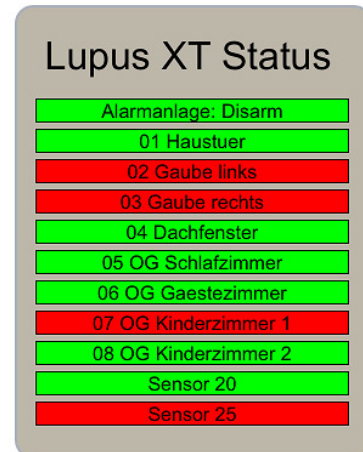 Lupus XT Status
Alarmanlage: Disarm
01 Haustuer
02 Gaube links
03 Gaube rechts
04 Dachfenster
05 OG Schlafzimmer
06 OG Gaestezimmer
07 OG Kinderzimmer 1
08 OG Kinderzimmer 2
Sensor 20
Sensor 25